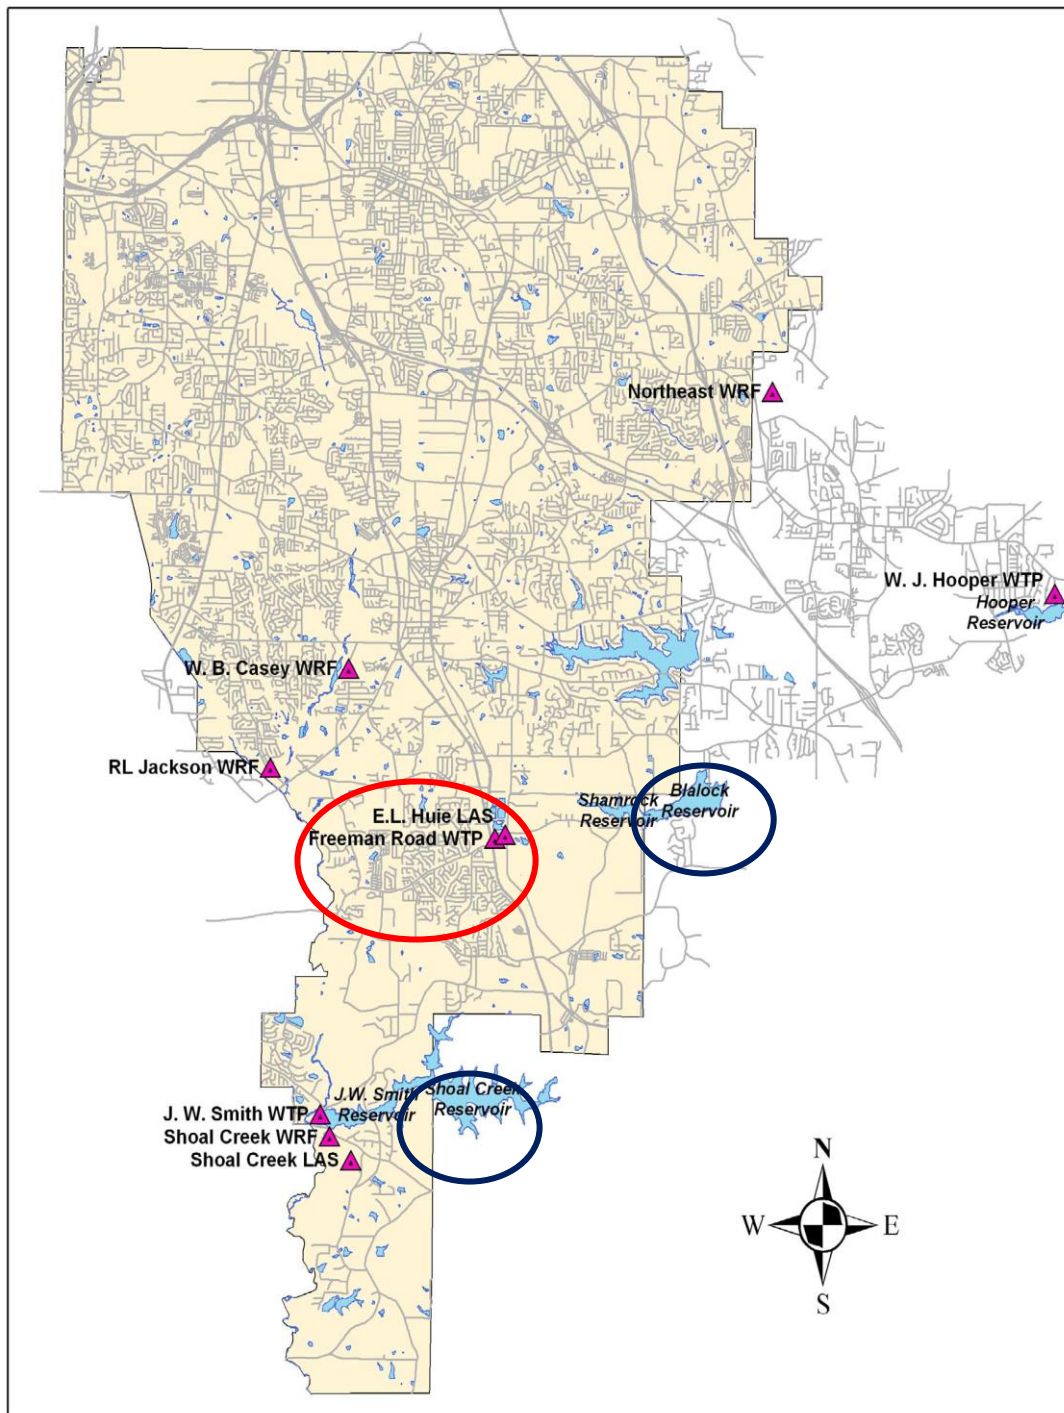 Northeast WRF
W. J. Hooper WTP
Hooper
Reservoir
W. B. Casey WRF
RL Jackson WRF
Shamrock
Reservoir
Blalock
Reservoir
E.L. Huie LAS
Freeman Road WTP
J.W. Smith
Reservoir
Shoal Creek
Reservoir
J. W. Smith WTP
Shoal Creek WRF
Shoal Creek LAS
N
W
E
S